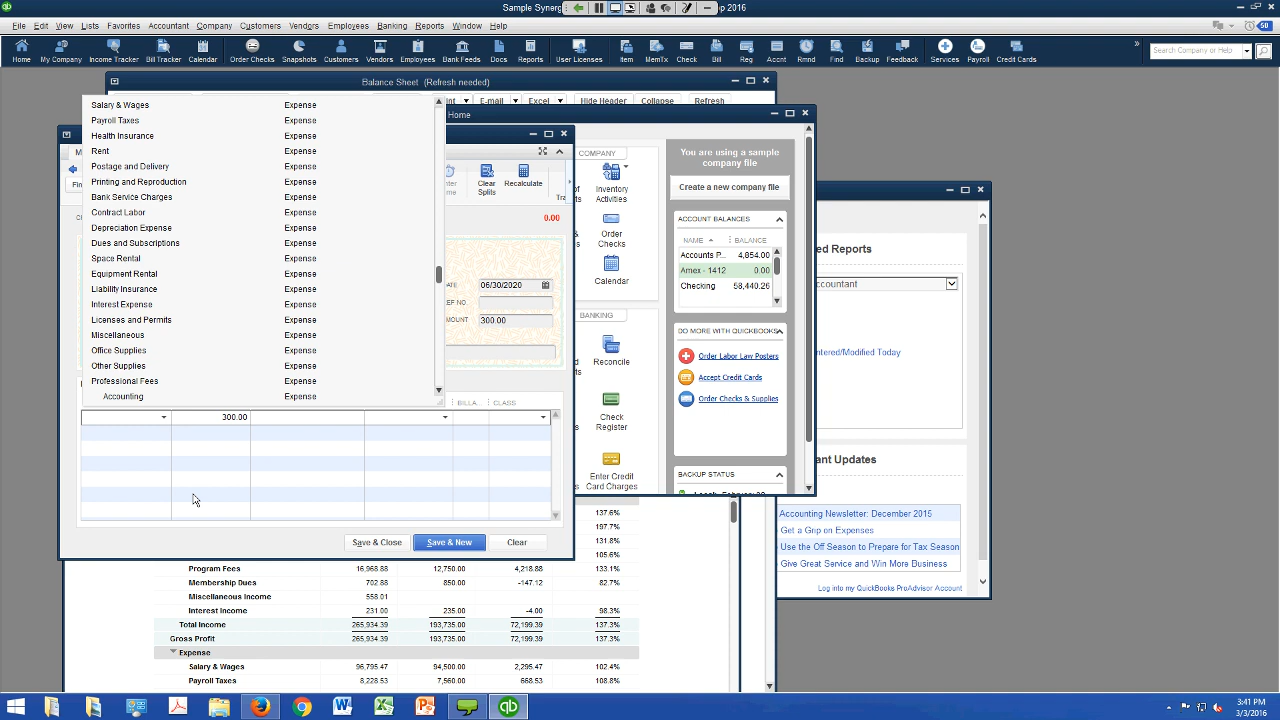 Sample Synerg
op 2016
File Edit View Lists Favorites Accountant Company Customers Vendors Employees Banking Reports Window Help
50
Home My Company Income Tracker Bill Tracker Calendar Order Checks Snapshots Customers Vendors Employees Bank Feeds Docs Reports User Licenses Item MemTx Check Bill Reg Accnt Rmnd Find Backup Feedback Services Payroll Credit Cards
Search Company or Help
Balance Sheet (Refresh needed)
E-mail Excel Hide Header Collapse Refresh
Salary & Wages Expense
Payroll Taxes Expense
Health Insurance Expense
Rent Expense
Postage and Delivery Expense
Printing and Reproduction Expense
Bank Service Charges Expense
Contract Labor Expense
Depreciation Expense Expense
Dues and Subscriptions Expense
Space Rental Expense
Equipment Rental Expense
Liability Insurance Expense
Interest Expense Expense
Licenses and Permits Expense
Miscellaneous Expense
Office Supplies Expense
Other Supplies Expense
Professional Fees Expense
Accounting Expense
Clear Splits
Recalculate
0.00
06/30/2020
300.00
BILLA... CLASS
300.00
Save & Close Save & New Clear
Home
COMPANY
Inventory Activities
Order Checks
Calendar
BANKING
Reconcile
Check Register
Enter Credit Card Charges
You are using a sample company file
Create a new company file
ACCOUNT BALANCES
NAME BALANCE
Accounts P... 4,854.00
Amex - 1412 0.00
Checking 58,440.26
DO MORE WITH QUICKBOOKS
Order Labor Law Posters
Accept Credit Cards
Order Checks & Supplies
BACKUP STATUS
ed Reports
ccountant
ntered/Modified Today
ant Updates
Accounting Newsletter: December 2015
Get a Grip on Expenses
Use the Off Season to Prepare for Tax Season
Give Great Service and Win More Business
Log into my QuickBooks ProAdvisor Account
137.6%
197.7%
131.8%
105.6%
Program Fees 16,968.88 12,750.00 4,218.88 133.1%
Membership Dues 702.88 850.00 -147.12 82.7%
Miscellaneous Income 558.01
Interest Income 231.00 235.00 -4.00 98.3%
Total Income 265,934.39 193,735.00 72,199.39 137.3%
Gross Profit 265,934.39 193,735.00 72,199.39 137.3%
Expense
Salary & Wages 96,795.47 94,500.00 2,295.47 102.4%
Payroll Taxes 8,228.53 7,560.00 668.53 108.8%
3:41 PM
3/3/2016